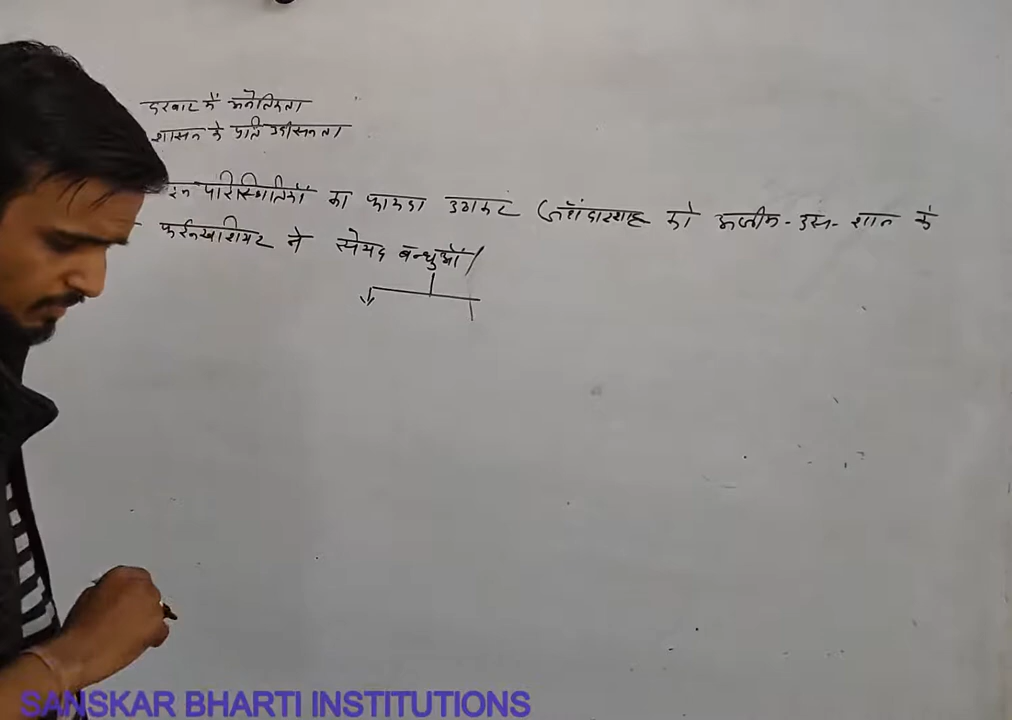 दरबार में अनैतिकता
शासन के प्रति उदासीनता
इन परिस्थितियों का फायदा उठाकर जहांदारशाह को अजीम-उस-शान के
फर्रूखशियर ने सैयद बन्धुओं
SANSKAR BHARTI INSTITUTIONS